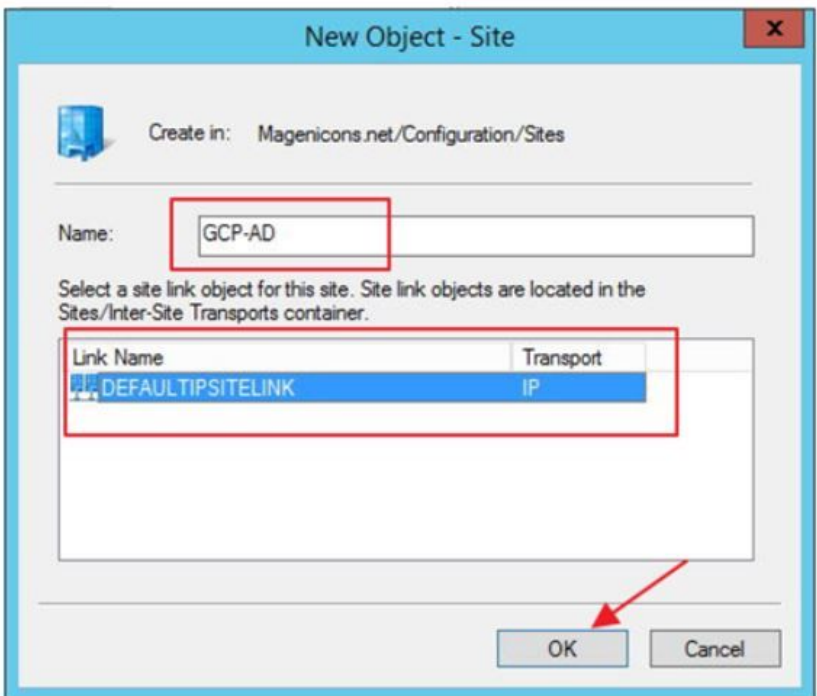 New Object - Site
x
Create in: Magenicons.net/Configuration/Sites
Name: GCP-AD
Select a site link object for this site. Site link objects are located in the
Sites/Inter-Site Transports container.
Link Name Transport
DEFAULTIPSITELINK IP
OK Cancel